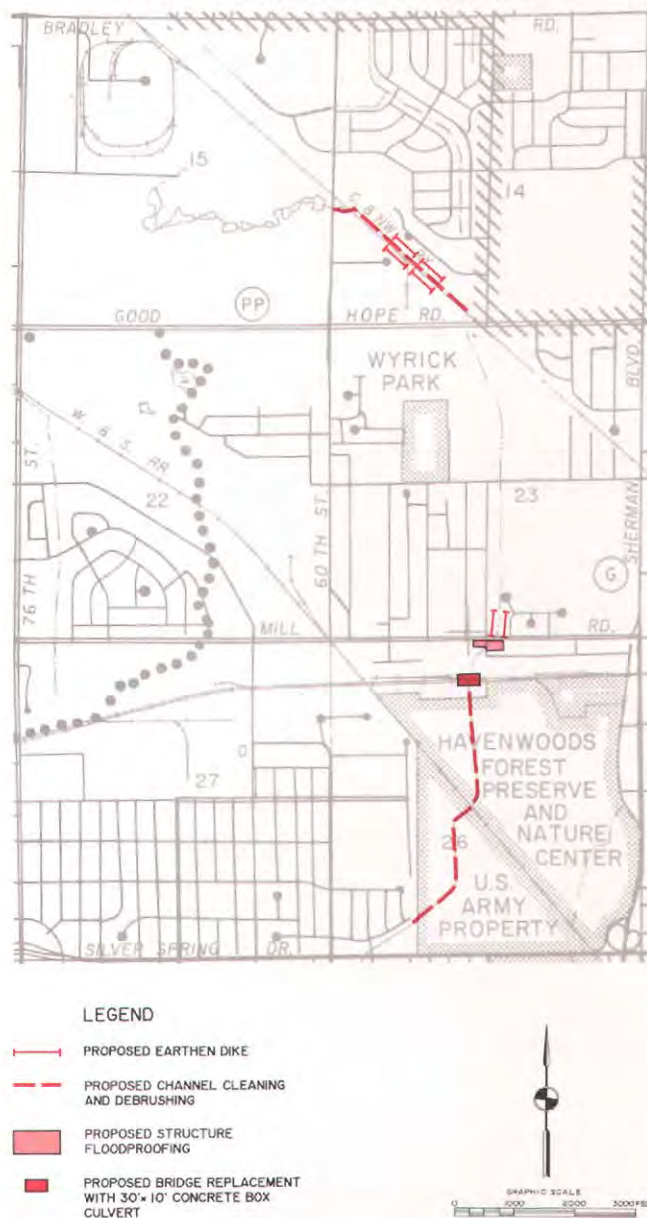 BRADLEY
RD.
15
14
C. & NW. RY.
PP
GOOD
HOPE RD.
WYRICK
PARK
BLVD.
W. & S. RR
ST.
22
60TH ST.
23
SHERMAN
G
76TH
MILL
RD.
HAVENWOODS
FOREST
PRESERVE
AND
NATURE
CENTER
27
26
U.S.
ARMY
PROPERTY
SILVER SPRING
DR.
LEGEND
PROPOSED EARTHEN DIKE
PROPOSED CHANNEL CLEANING
AND DEBRUSHING
PROPOSED STRUCTURE
FLOODPROOFING
PROPOSED BRIDGE REPLACEMENT
WITH 30'x 10' CONCRETE BOX
CULVERT
GRAPHIC SCALE
0 1000 2000 3000 FEET